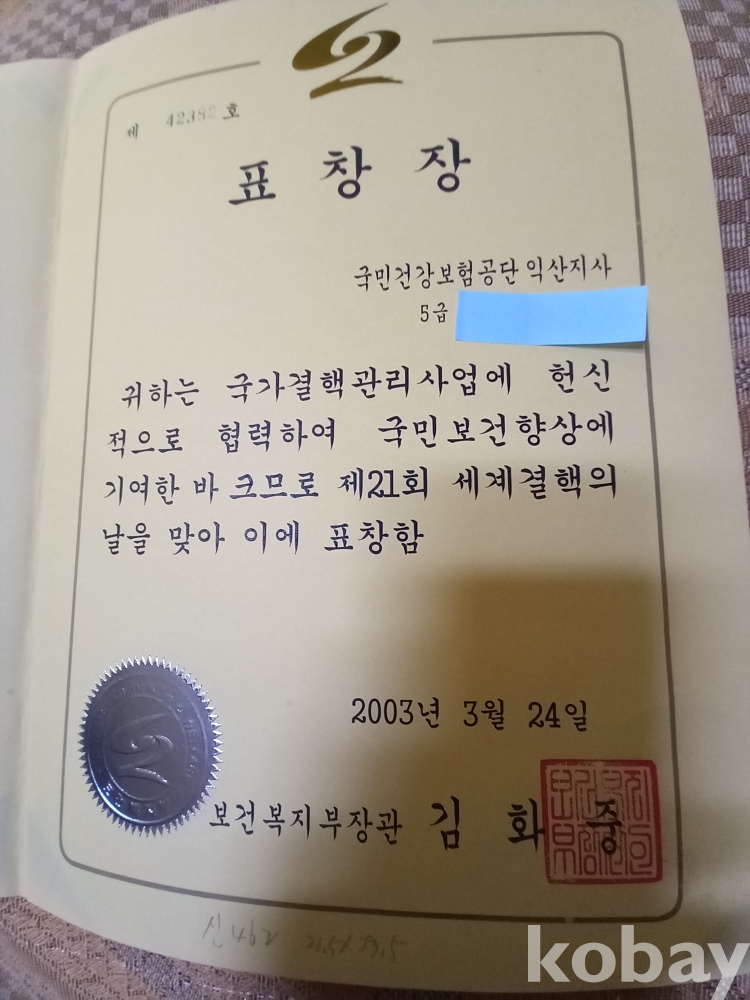 제 호
표 창 장
국민건강보험공단 익산지사
5급
귀하는 국가결핵관리사업에 헌신
적으로 협력하여 국민보건향상에
기여한 바 크므로 제21회 세계결핵의
날을 맞아 이에 표창함
2003년 3월 24일
보건복지부장관 김 화 중
kobay